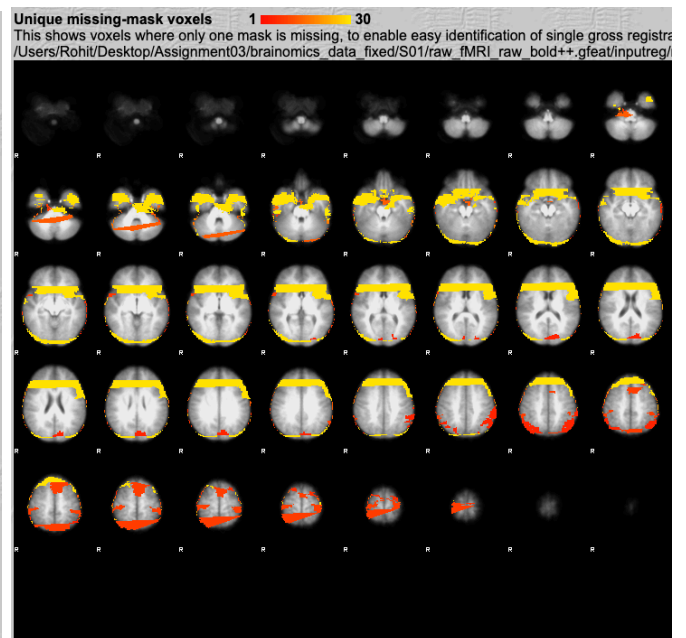 Unique missing-mask voxels 1 30
This shows voxels where only one mask is missing, to enable easy identification of single gross registra
/Users/Rohit/Desktop/Assignment03/brainomics_data_fixed/S01/raw_fMRI_raw_bold++.gfeat/inputreg/
R R R R R R R R
R R R R R R R R
R R R R R R R R
R R R R R R R R
R R R R R R R R